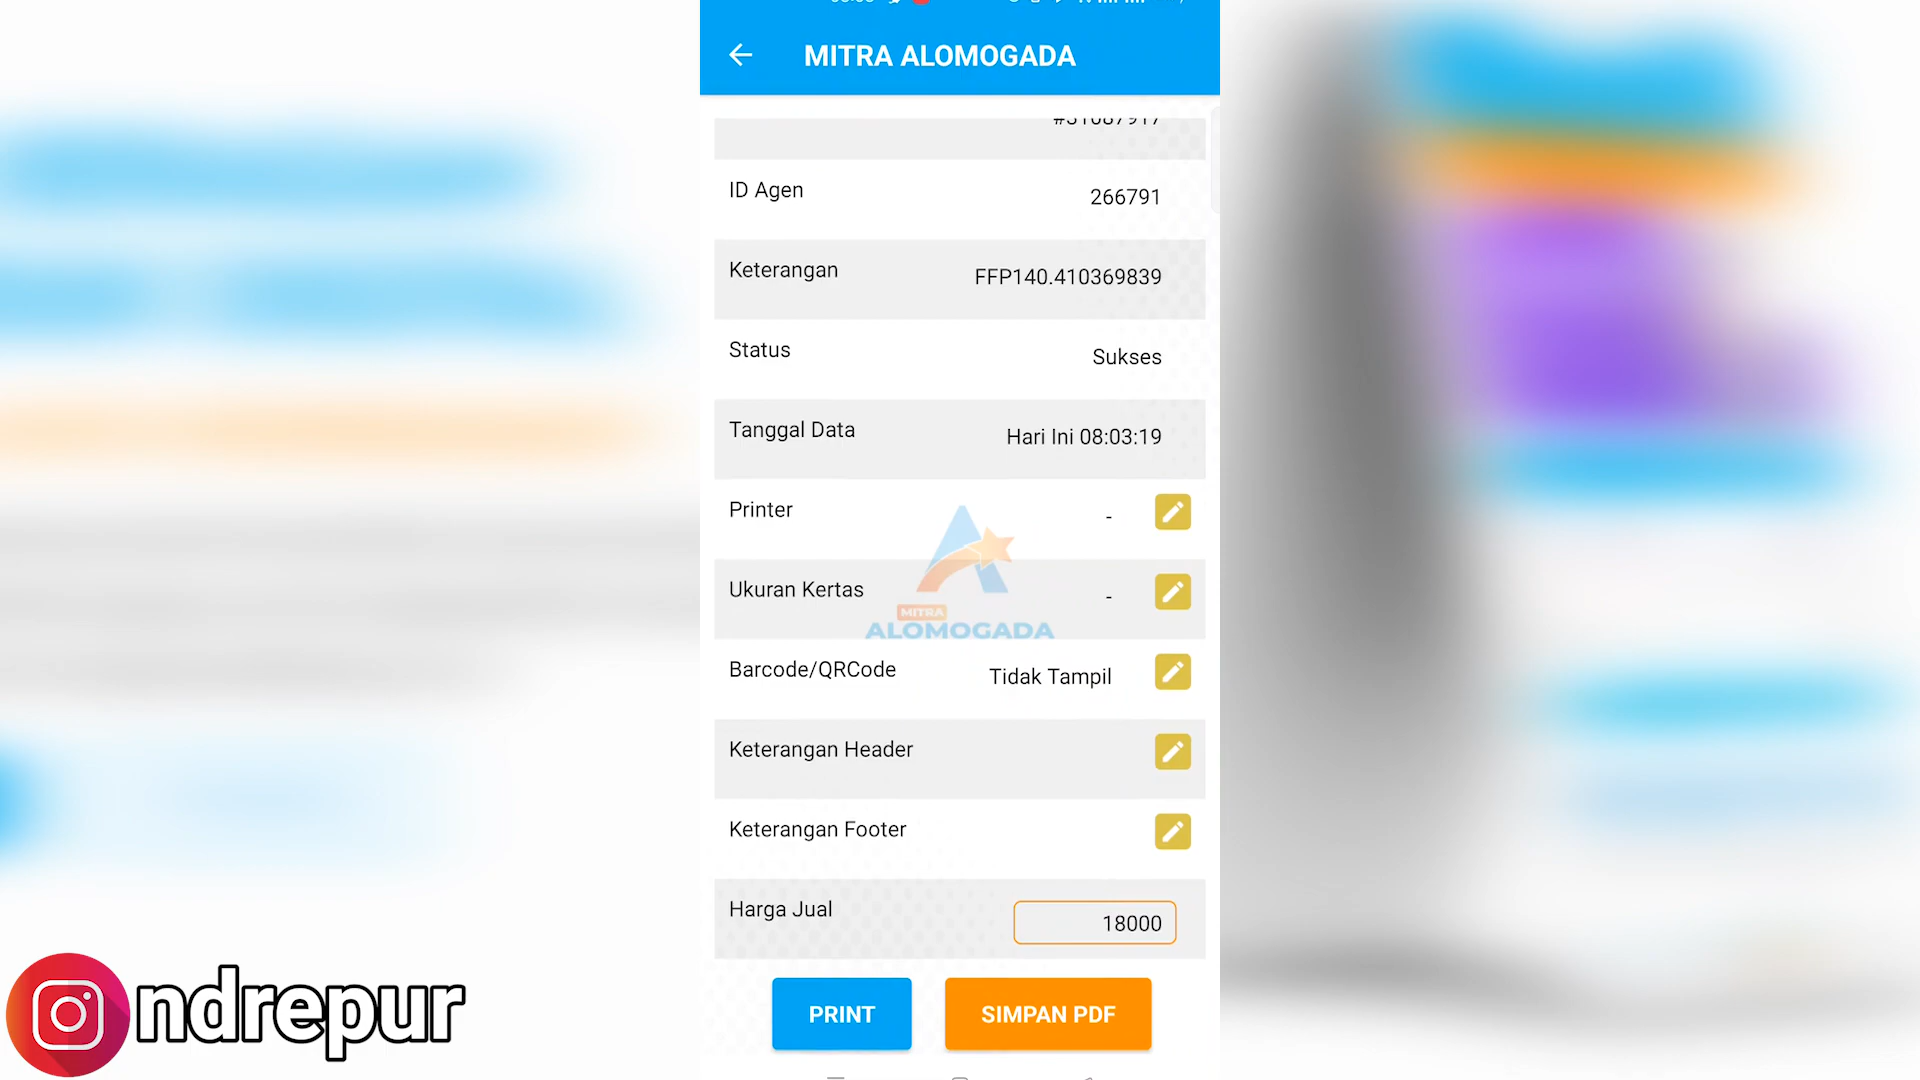 MITRA ALOMOGADA
#31687917
ID Agen
266791
Keterangan
FFP140.410369839
Status
Sukses
Tanggal Data
Hari Ini 08:03:19
Printer
-
Ukuran Kertas
-
MITRA
ALOMOGADA
Barcode/QRCode
Tidak Tampil
Keterangan Header
Keterangan Footer
Harga Jual
18000
PRINT
SIMPAN PDF
ndrepur